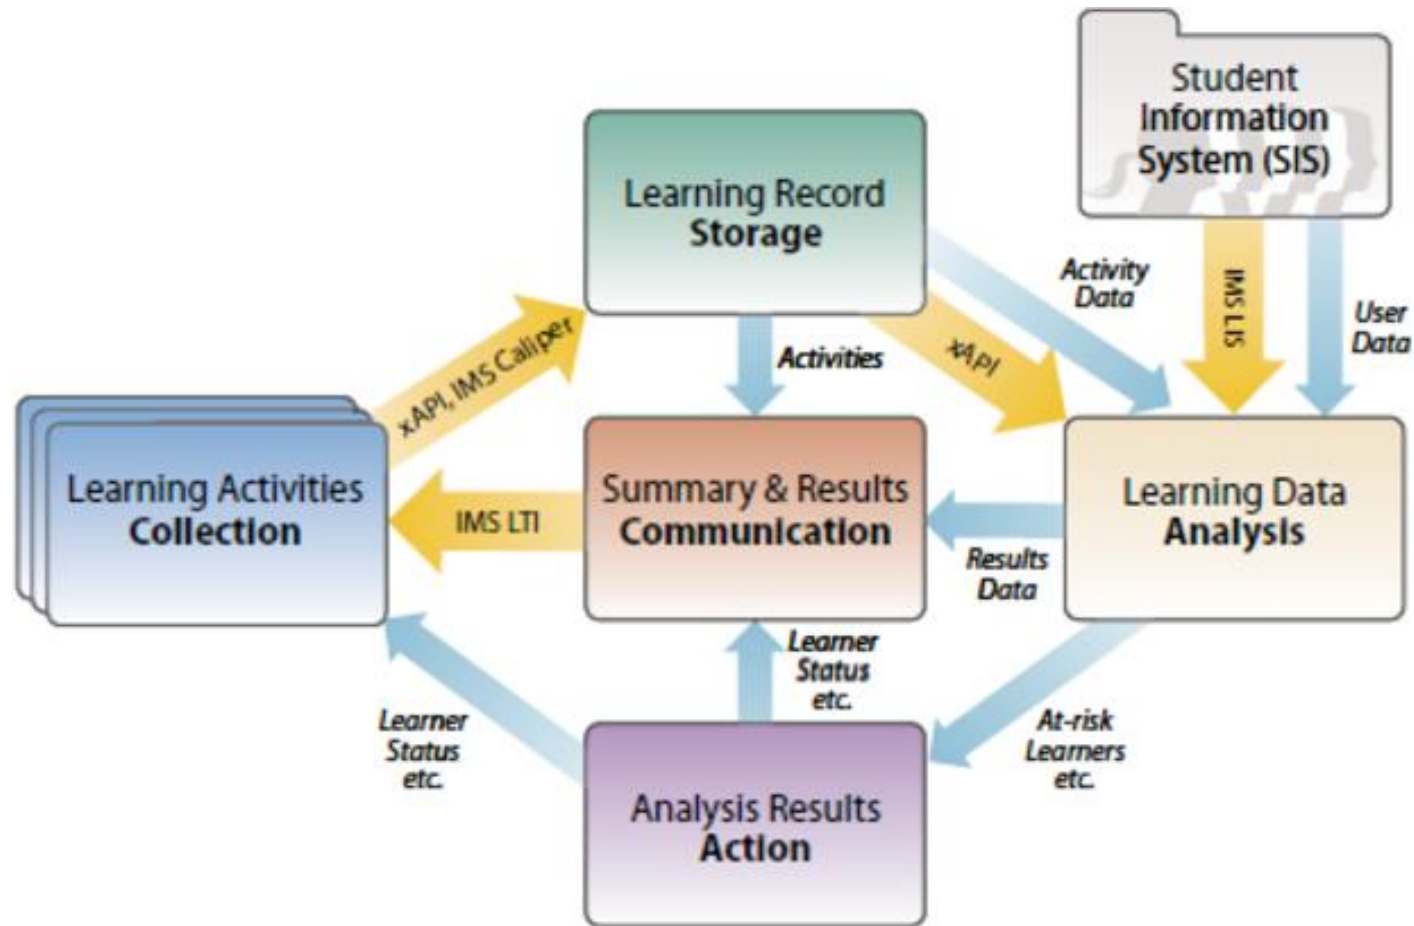 Student
Information
System (SIS)
Learning Record
Storage
Activity
Data
IMS LIS
User
Data
xAPI, IMS Caliper
Activities
xAPI
Learning Activities
Collection
IMS LTI
Summary & Results
Communication
Results
Data
Learning Data
Analysis
Learner
Status
etc.
Learner
Status
etc.
At-risk
Learners
etc.
Analysis Results
Action